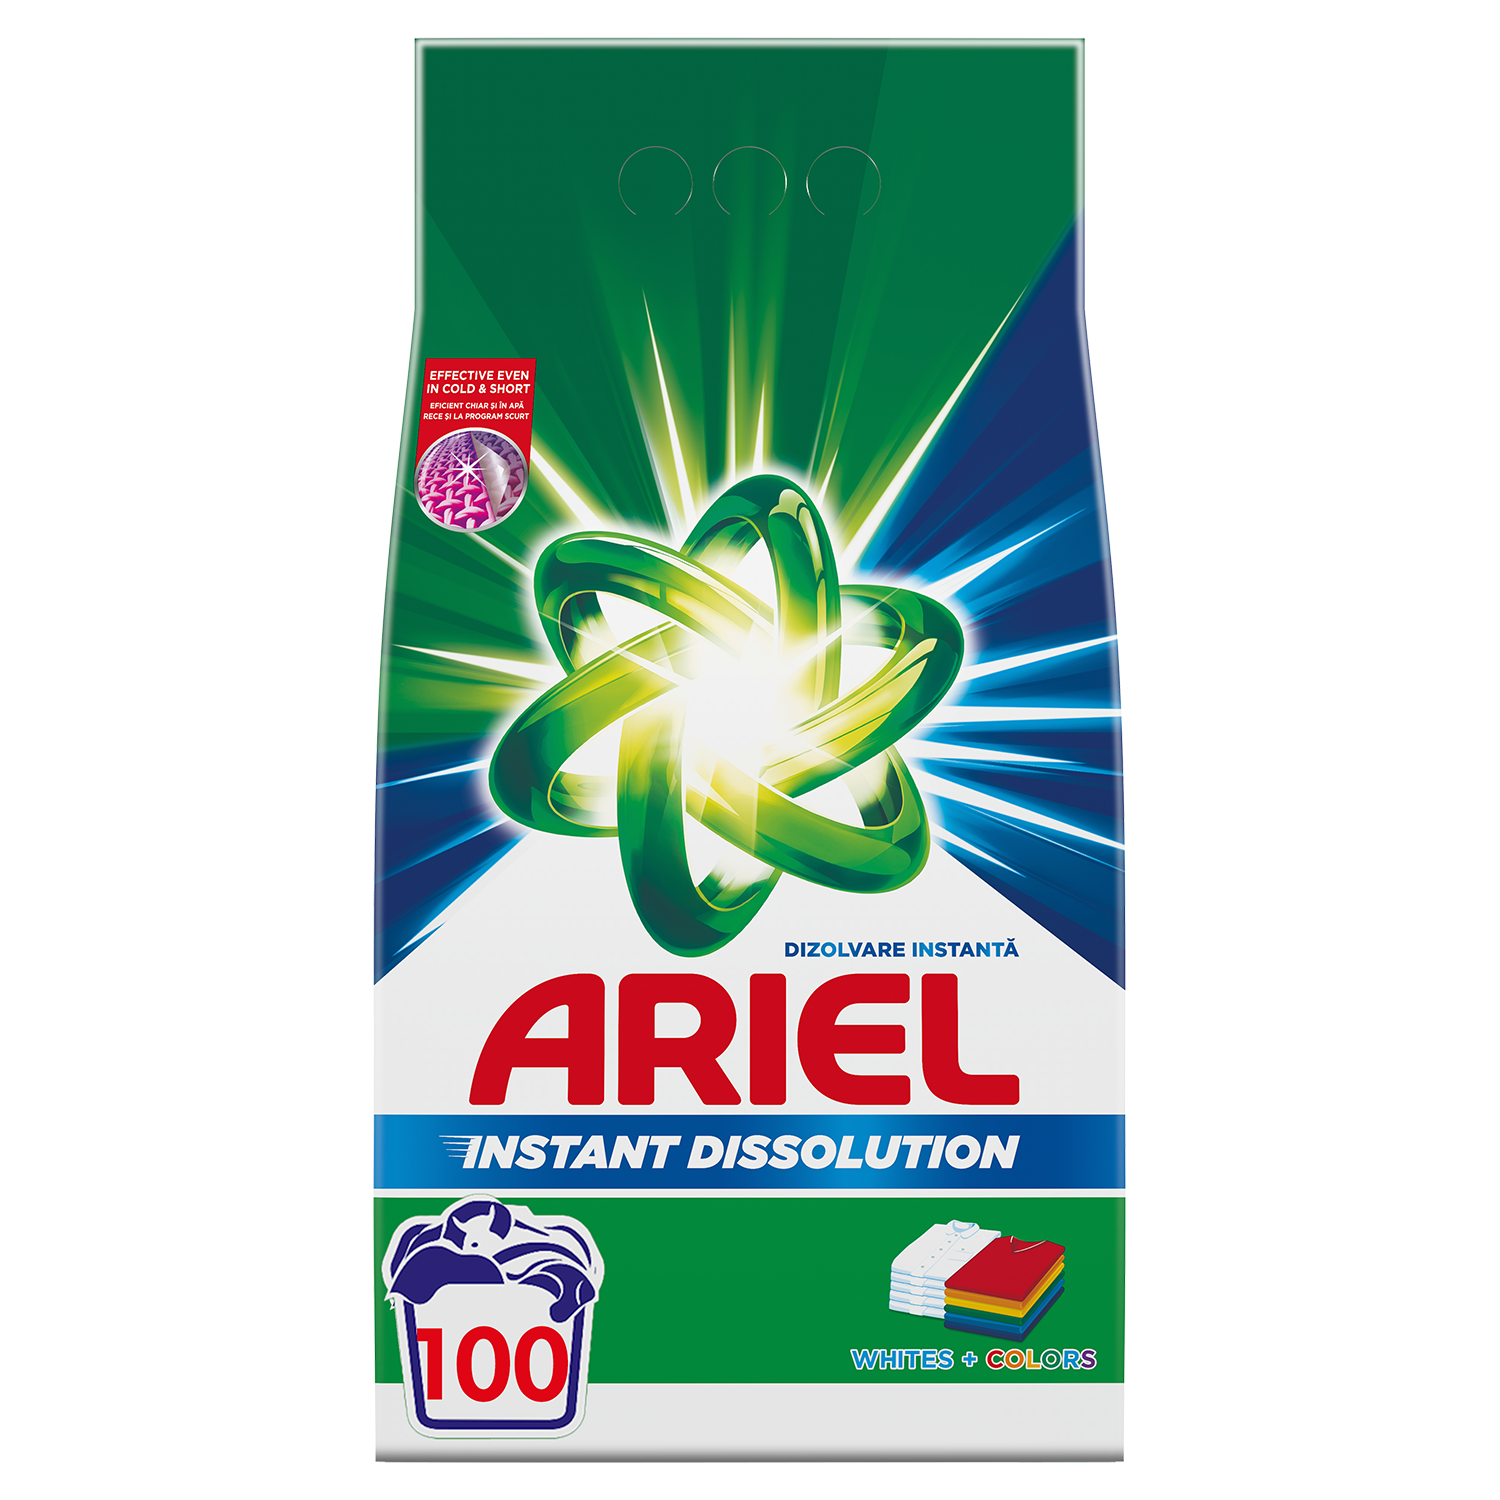 EFFECTIVE EVEN
IN COLD & SHORT
EFICIENT CHIAR ȘI ÎN APĂ
RECE ȘI LA PROGRAM SCURT
DIZOLVARE INSTANTĂ
ARIEL
INSTANT DISSOLUTION
100
WHITES + COLORS